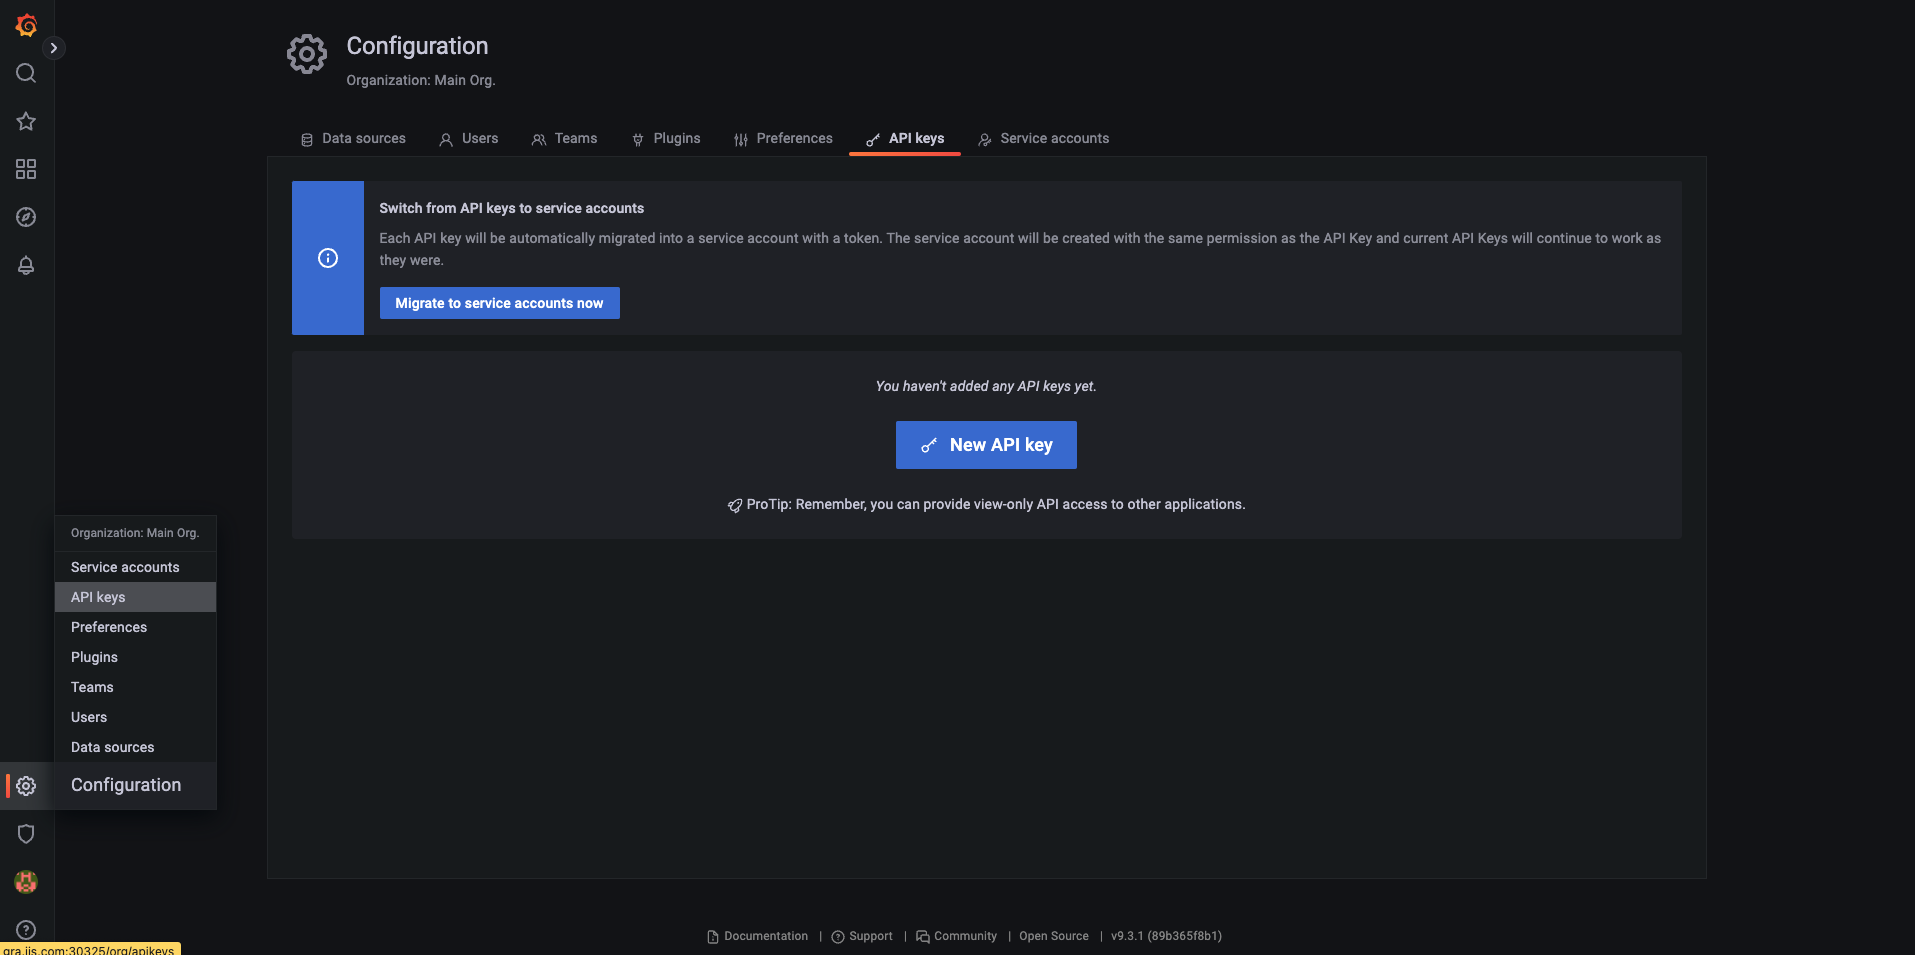 Configuration
Organization: Main Org.
Data sources
Users
Teams
Plugins
Preferences
API keys
Service accounts
Switch from API keys to service accounts
Each API key will be automatically migrated into a service account with a token. The service account will be created with the same permission as the API Key and current API Keys will continue to work as
they were.
Migrate to service accounts now
You haven't added any API keys yet.
New API key
ProTip: Remember, you can provide view-only API access to other applications.
Organization: Main Org.
Service accounts
API keys
Preferences
Plugins
Teams
Users
Data sources
Configuration
Documentation | Support | Community | Open Source | v9.3.1 (89b365f8b1)
gra.iis.com:30325/org/apikeys